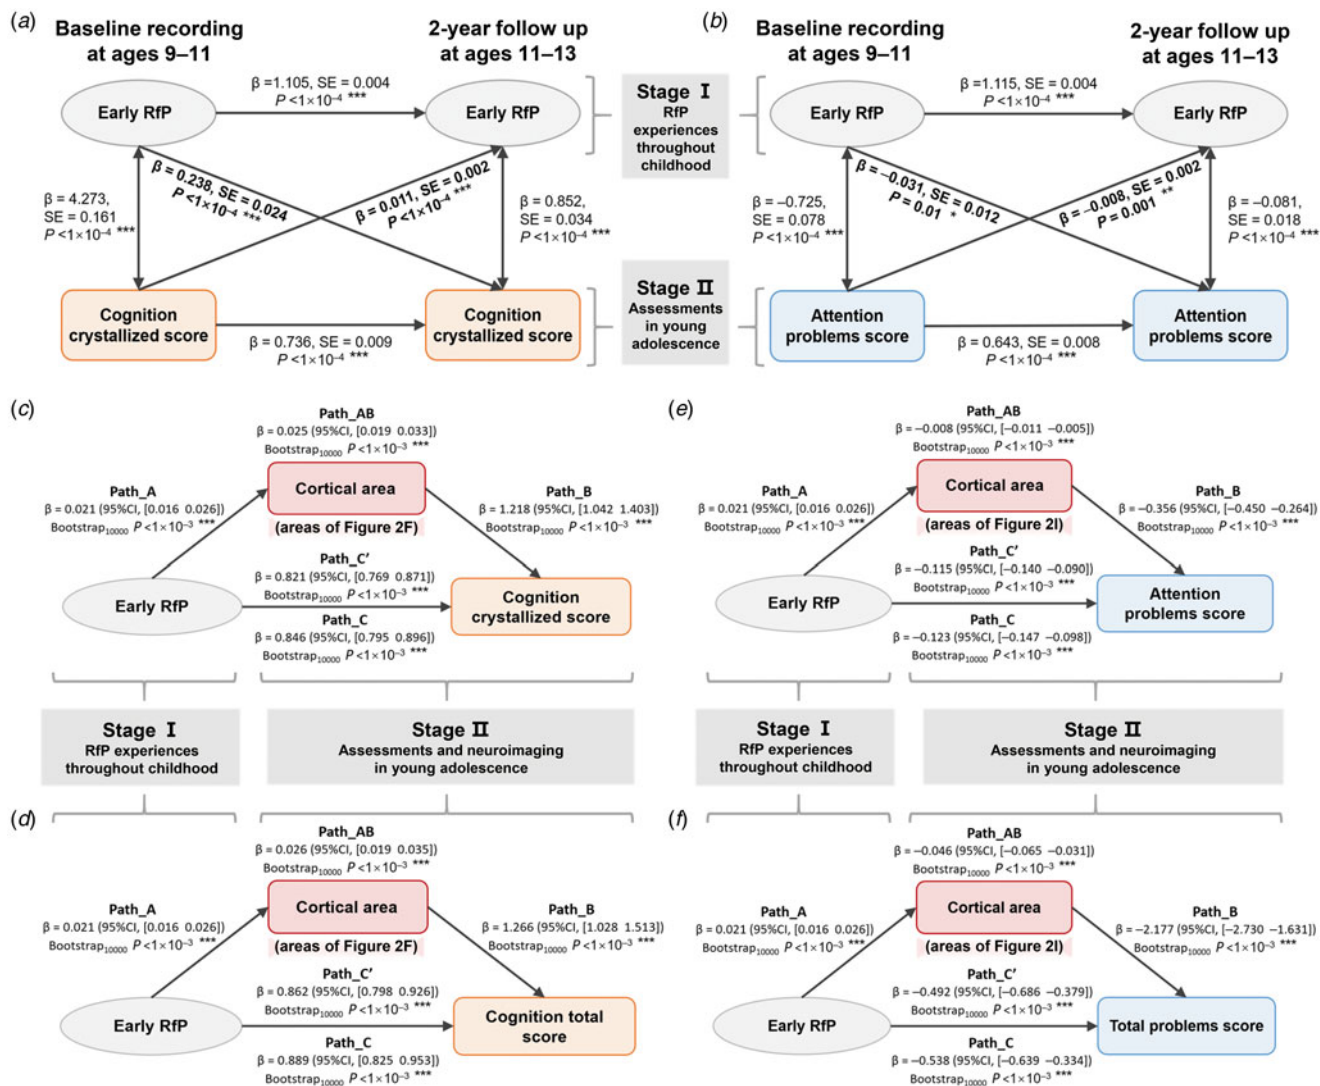 (a)
Baseline recording
at ages 9–11
2-year follow up
at ages 11–13
β =1.105, SE = 0.004
P <1×10–4 ***
Early RfP
Early RfP
β = 4.273,
SE = 0.161
P <1×10–4 ***
β = 0.238, SE = 0.024
P <1×10–4 ***
β = 0.011, SE = 0.002
P <1×10–4 ***
β = 0.852,
SE = 0.034
P <1×10–4 ***
Cognition
crystallized score
Cognition
crystallized score
β = 0.736, SE = 0.009
P <1×10–4 ***
Stage I
RfP
experiences
throughout
childhood
Stage II
Assessments
in young
adolescence
(b)
Baseline recording
at ages 9–11
2-year follow up
at ages 11–13
β =1.115, SE = 0.004
P <1×10–4 ***
Early RfP
Early RfP
β = –0.725,
SE = 0.078
P <1×10–4 ***
β = –0.031, SE = 0.012
P = 0.01 *
β = –0.008, SE = 0.002
P = 0.001 **
β = –0.081,
SE = 0.018
P <1×10–4 ***
Attention
problems score
Attention
problems score
β = 0.643, SE = 0.008
P <1×10–4 ***
(c)
Path_AB
β = 0.025 (95%CI, [0.019 0.033])
Bootstrap10000 P <1×10–3 ***
Cortical area
(areas of Figure 2F)
Path_A
β = 0.021 (95%CI, [0.016 0.026])
Bootstrap10000 P <1×10–3 ***
Path_B
β = 1.218 (95%CI, [1.042 1.403])
Bootstrap10000 P <1×10–3 ***
Path_C’
β = 0.821 (95%CI, [0.769 0.871])
Bootstrap10000 P <1×10–3 ***
Early RfP
Cognition
crystallized score
Path_C
β = 0.846 (95%CI, [0.795 0.896])
Bootstrap10000 P <1×10–3 ***
(e)
Path_AB
β = –0.008 (95%CI, [–0.011 –0.005])
Bootstrap10000 P <1×10–3 ***
Cortical area
(areas of Figure 2I)
Path_A
β = 0.021 (95%CI, [0.016 0.026])
Bootstrap10000 P <1×10–3 ***
Path_B
β = –0.356 (95%CI, [–0.450 –0.264])
Bootstrap10000 P <1×10–3 ***
Path_C’
β = –0.115 (95%CI, [–0.140 –0.090])
Bootstrap10000 P <1×10–3 ***
Early RfP
Attention
problems score
Path_C
β = –0.123 (95%CI, [–0.147 –0.098])
Bootstrap10000 P <1×10–3 ***
Stage I
RfP experiences
throughout childhood
Stage II
Assessments and neuroimaging
in young adolescence
Stage I
RfP experiences
throughout childhood
Stage II
Assessments and neuroimaging
in young adolescence
(d)
Path_AB
β = 0.026 (95%CI, [0.019 0.035])
Bootstrap10000 P <1×10–3 ***
Cortical area
(areas of Figure 2F)
Path_A
β = 0.021 (95%CI, [0.016 0.026])
Bootstrap10000 P <1×10–3 ***
Path_B
β = 1.266 (95%CI, [1.028 1.513])
Bootstrap10000 P <1×10–3 ***
Path_C’
β = 0.862 (95%CI, [0.798 0.926])
Bootstrap10000 P <1×10–3 ***
Early RfP
Cognition total
score
Path_C
β = 0.889 (95%CI, [0.825 0.953])
Bootstrap10000 P <1×10–3 ***
(f)
Path_AB
β = –0.046 (95%CI, [–0.065 –0.031])
Bootstrap10000 P <1×10–3 ***
Cortical area
(areas of Figure 2I)
Path_A
β = 0.021 (95%CI, [0.016 0.026])
Bootstrap10000 P <1×10–3 ***
Path_B
β = –2.177 (95%CI, [–2.730 –1.631])
Bootstrap10000 P <1×10–3 ***
Path_C’
β = –0.492 (95%CI, [–0.686 –0.379])
Bootstrap10000 P <1×10–3 ***
Early RfP
Total problems score
Path_C
β = –0.538 (95%CI, [–0.639 –0.334])
Bootstrap10000 P <1×10–3 ***